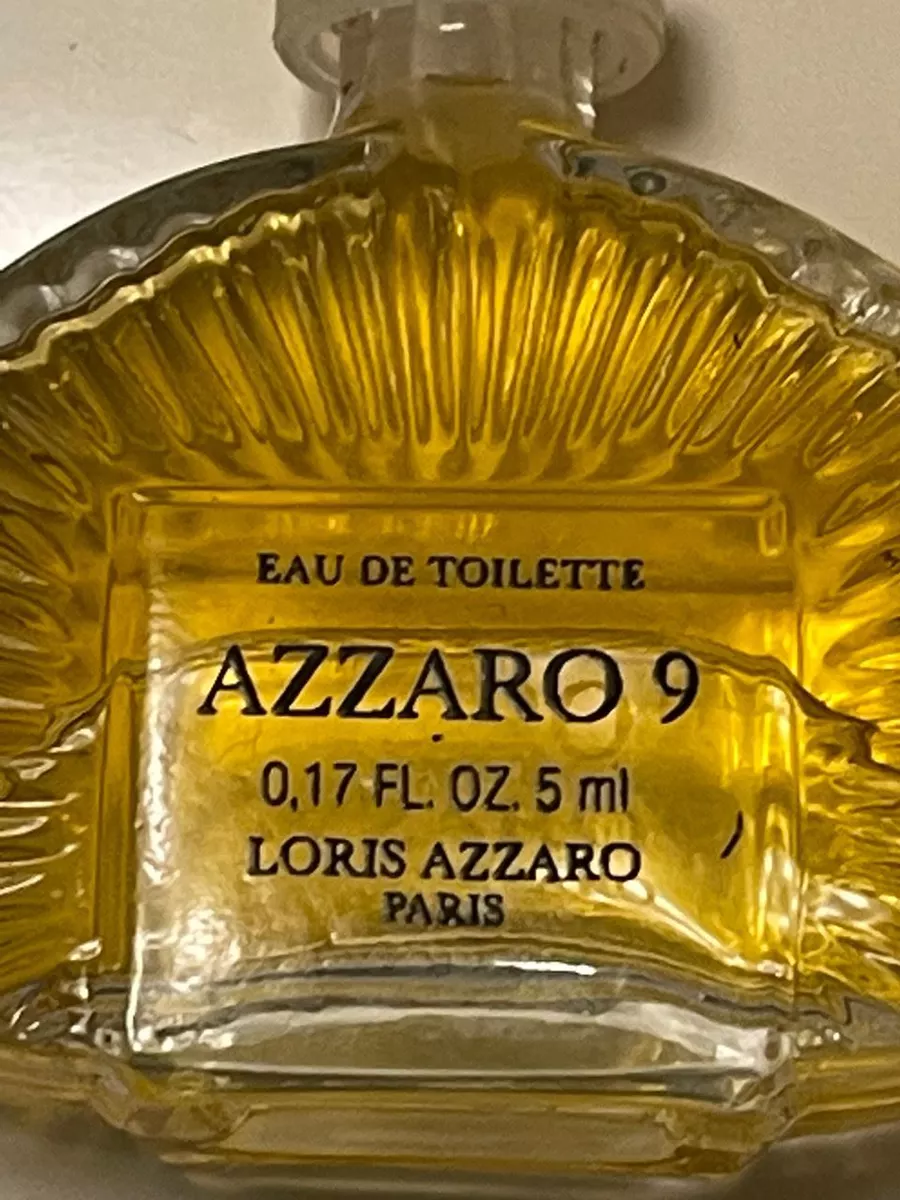 EAU DE TOILETTE
AZZARO 9
0,17 FL. OZ. 5 ml
LORIS AZZARO
PARIS